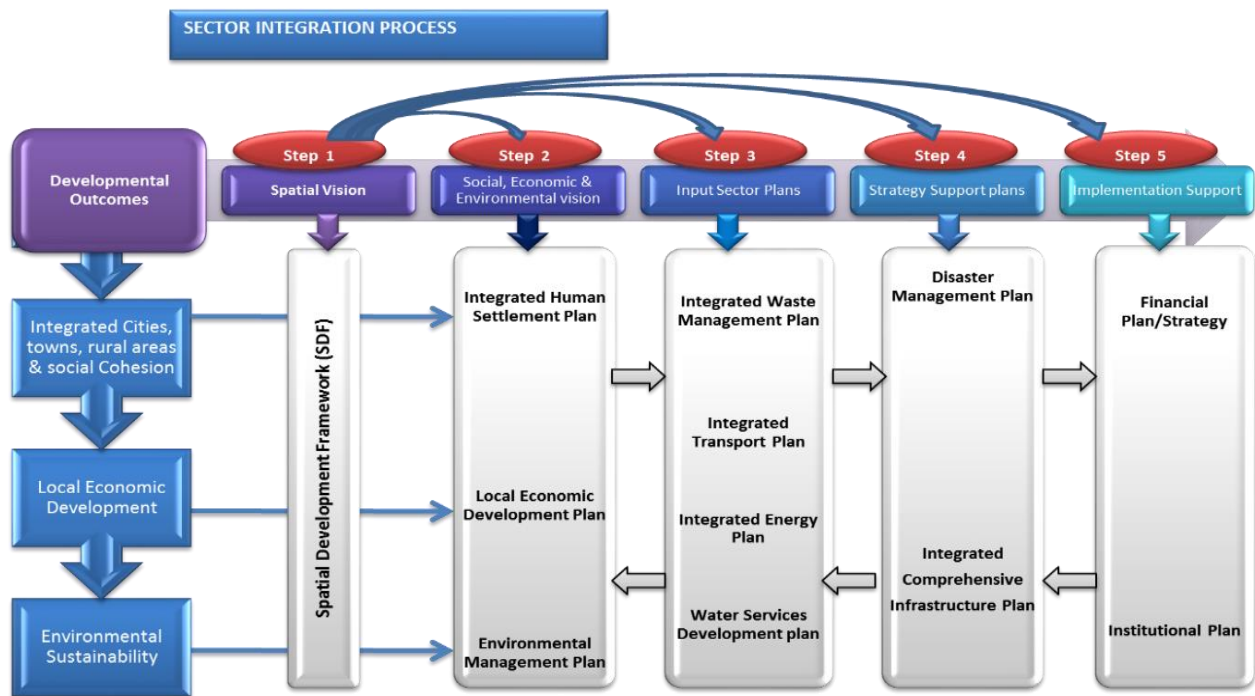 SECTOR INTEGRATION PROCESS
Developmental
Outcomes
Step 1
Spatial Vision
Step 2
Social, Economic &
Environmental vision
Step 3
Input Sector Plans
Step 4
Strategy Support plans
Step 5
Implementation Support
Integrated Cities,
towns, rural areas
& social Cohesion
Local Economic
Development
Environmental
Sustainability
Spatial Development Framework (SDF)
Integrated Human
Settlement Plan
Local Economic
Development Plan
Environmental
Management Plan
Integrated Waste
Management Plan
Integrated
Transport Plan
Integrated Energy
Plan
Water Services
Development plan
Disaster
Management Plan
Integrated
Comprehensive
Infrastructure Plan
Financial
Plan/Strategy
Institutional Plan